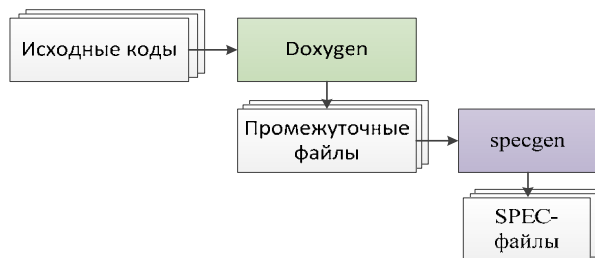 Исходные коды
Doxygen
Промежуточные
файлы
specgen
SPEC-
файлы